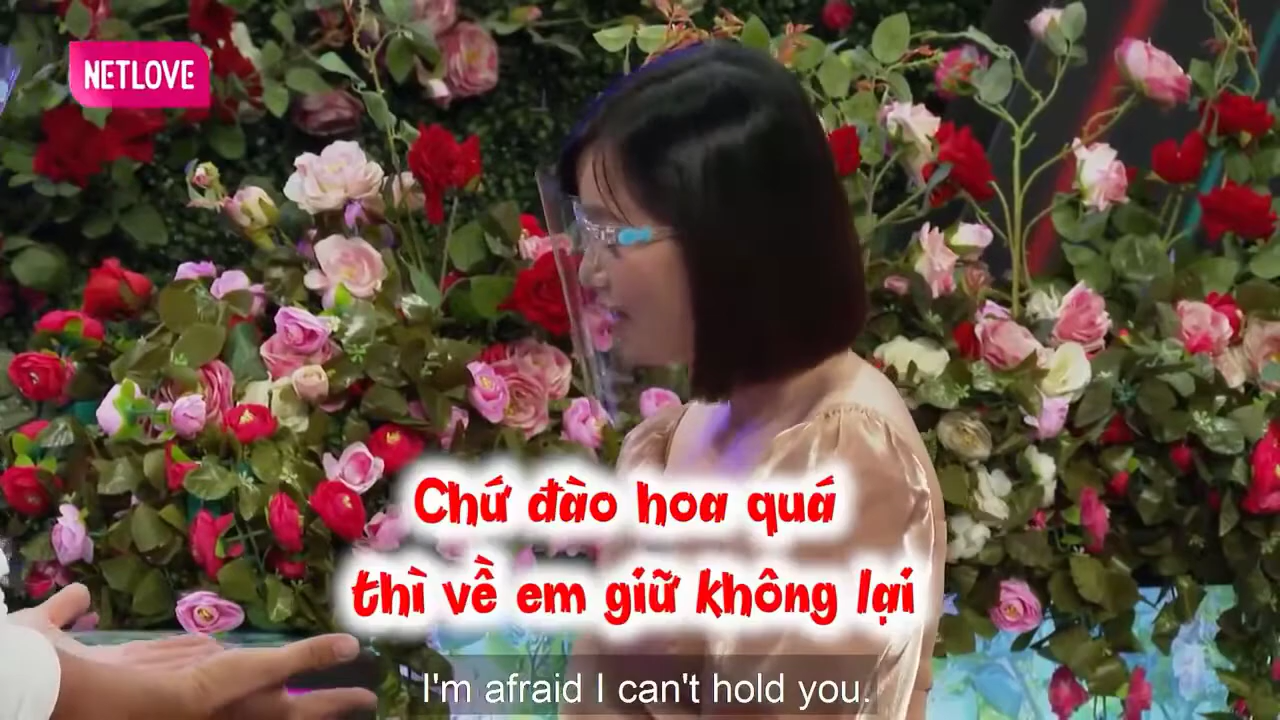 NETLOVE
Chứ đào hoa quá
thì về em giữ không lại
I'm afraid I can't hold you.